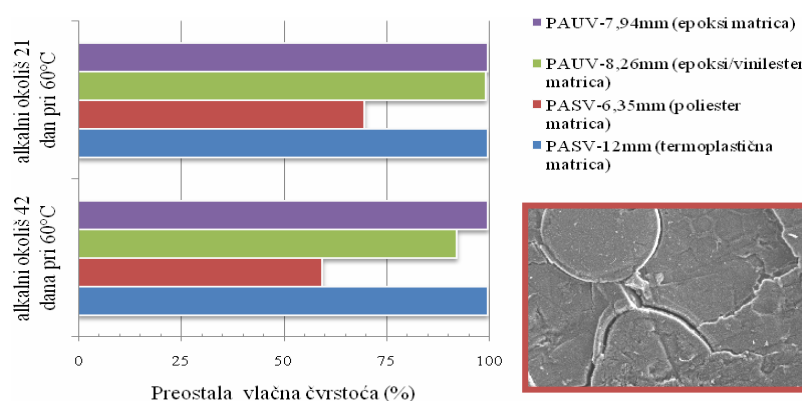 alkalni okoliš 21
dan pri 60°C
alkalni okoliš 42
dana pri 60°C
0
25
50
75
100
Preostala vlačna čvrstoća (%)
PAUV-7,94mm (epoksi matrica)
PAUV-8,26mm (epoksi/vinilester
matrica)
PASV-6,35mm (poliester
matrica)
PASV-12mm (termoplastična
matrica)